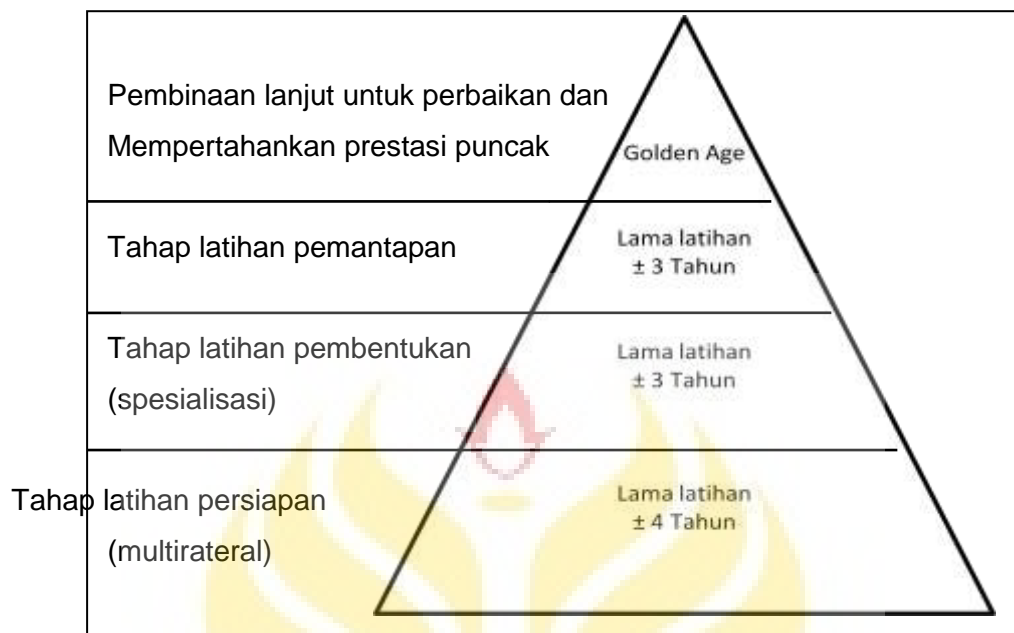 Pembinaan lanjut untuk perbaikan dan
Mempertahankan prestasi puncak
Golden Age
Tahap latihan pemantapan
Lama latihan
± 3 Tahun
Tahap latihan pembentukan
(spesialisasi)
Lama latihan
± 3 Tahun
Tahap latihan persiapan
(multirateral)
Lama latihan
± 4 Tahun